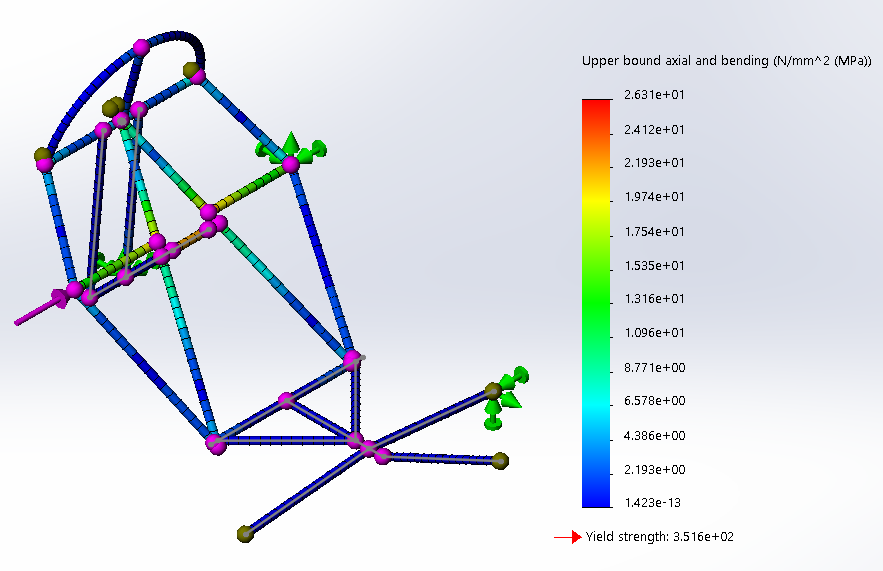 Upper bound axial and bending (N/mm^2 (MPa))
2.631e+01
2.412e+01
2.193e+01
1.974e+01
1.754e+01
1.535e+01
1.316e+01
1.096e+01
8.771e+00
6.578e+00
4.386e+00
2.193e+00
1.423e-13
Yield strength: 3.516e+02